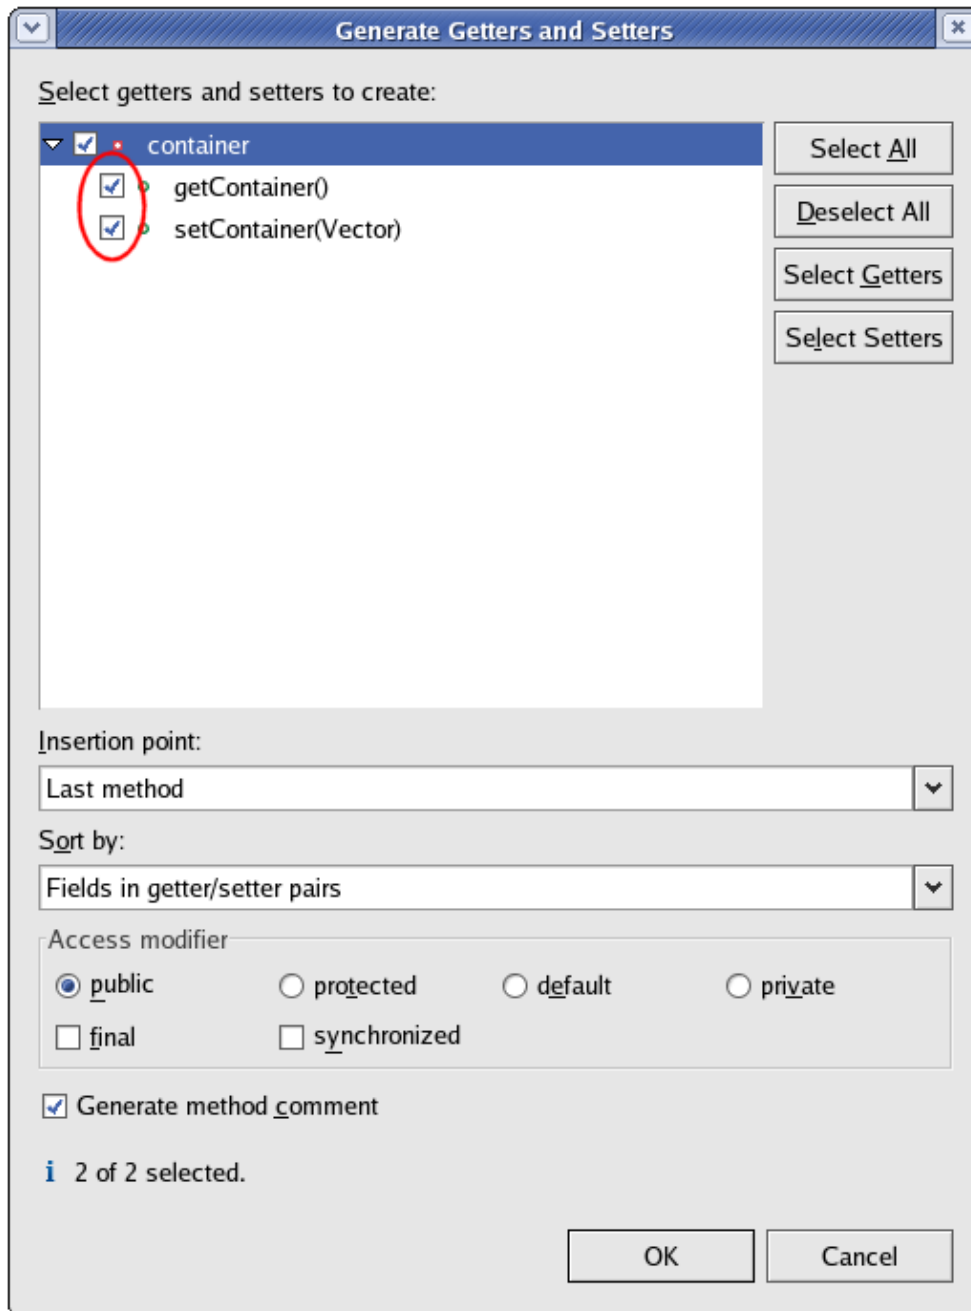 Generate Getters and Setters
Select getters and setters to create:
container
getContainer()
setContainer(Vector)
Select All
Deselect All
Select Getters
Select Setters
Insertion point:
Last method
Sort by:
Fields in getter/setter pairs
Access modifier
public protected default private
final synchronized
Generate method comment
i 2 of 2 selected.
OK Cancel